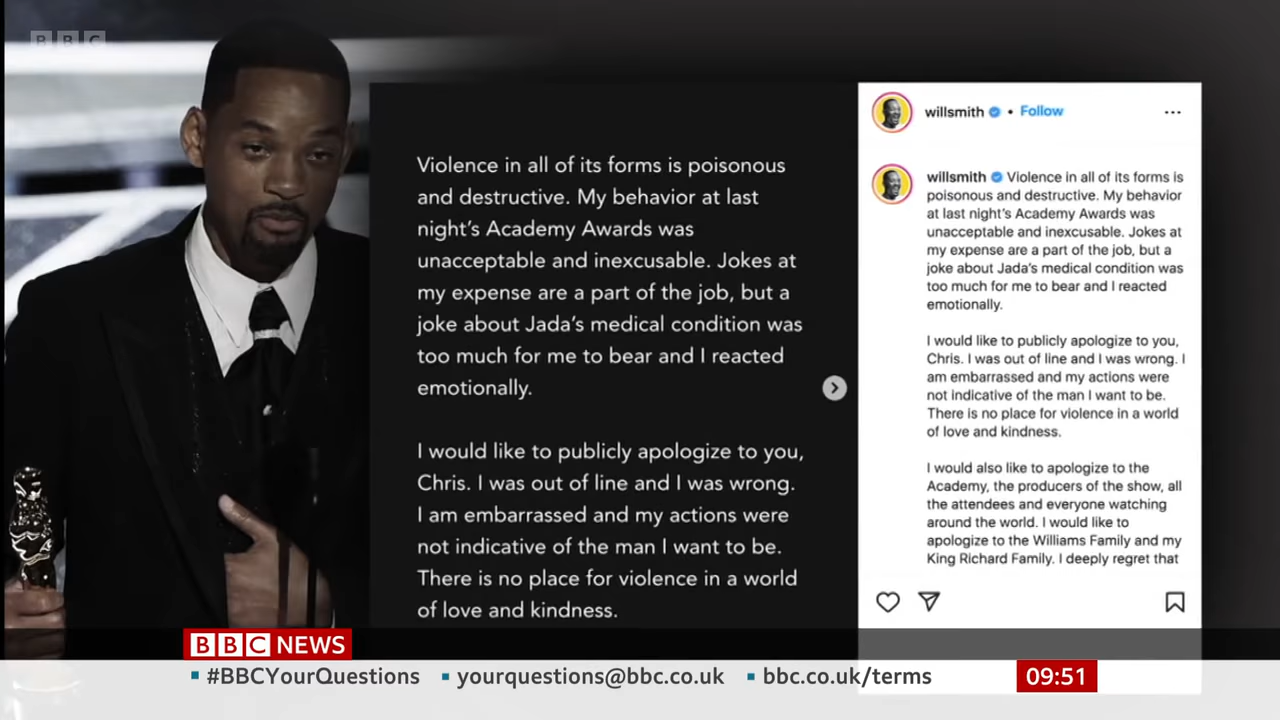 BBC
Violence in all of its forms is poisonous
and destructive. My behavior at last
night's Academy Awards was
unacceptable and inexcusable. Jokes at
my expense are a part of the job, but a
joke about Jada's medical condition was
too much for me to bear and I reacted
emotionally.
I would like to publicly apologize to you,
Chris. I was out of line and I was wrong.
I am embarrassed and my actions were
not indicative of the man I want to be.
There is no place for violence in a world
of love and kindness.
willsmith • Follow
willsmith Violence in all of its forms is
poisonous and destructive. My behavior
at last night's Academy Awards was
unacceptable and inexcusable. Jokes at
my expense are a part of the job, but a
joke about Jada's medical condition was
too much for me to bear and I reacted
emotionally.
I would like to publicly apologize to you,
Chris. I was out of line and I was wrong. I
am embarrassed and my actions were
not indicative of the man I want to be.
There is no place for violence in a world
of love and kindness.
I would also like to apologize to the
Academy, the producers of the show, all
the attendees and everyone watching
around the world. I would like to
apologize to the Williams Family and my
King Richard Family. I deeply regret that
BBC NEWS
#BBCYourQuestions
yourquestions@bbc.co.uk
bbc.co.uk/terms
09:51